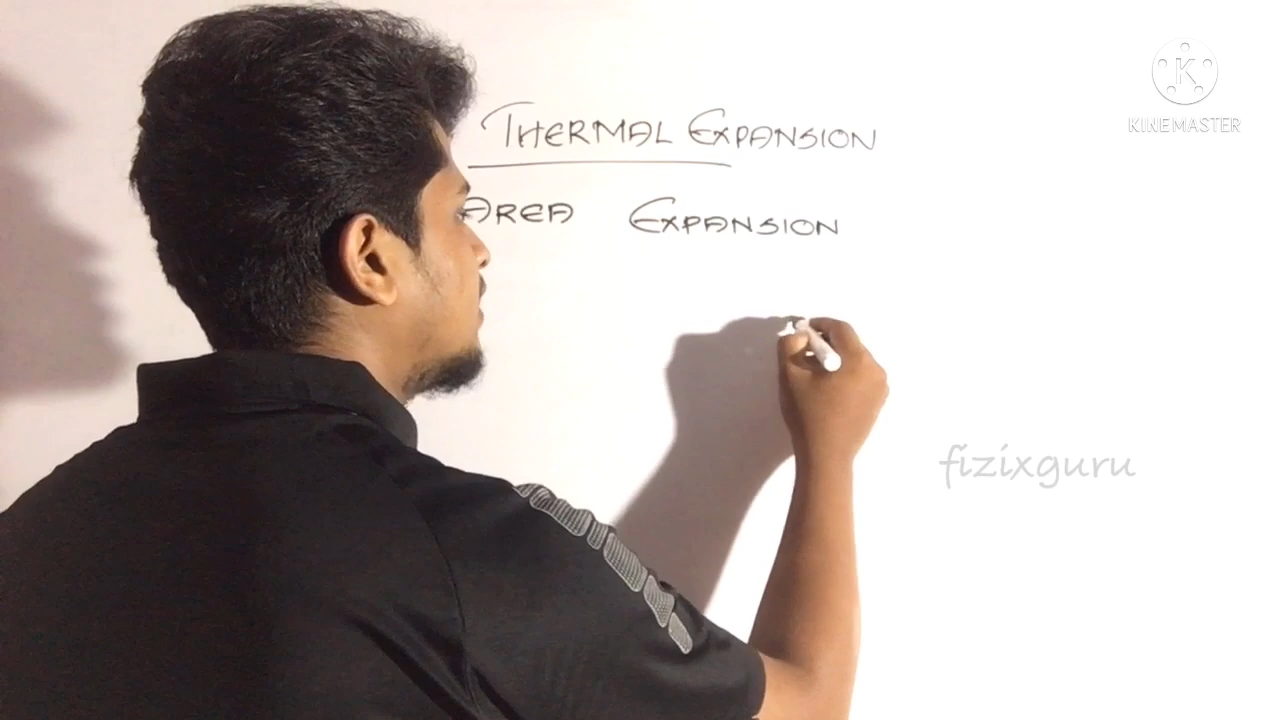 THERMAL EXPANSION
AREA EXPANSION
K
KINEMASTER
fizixguru